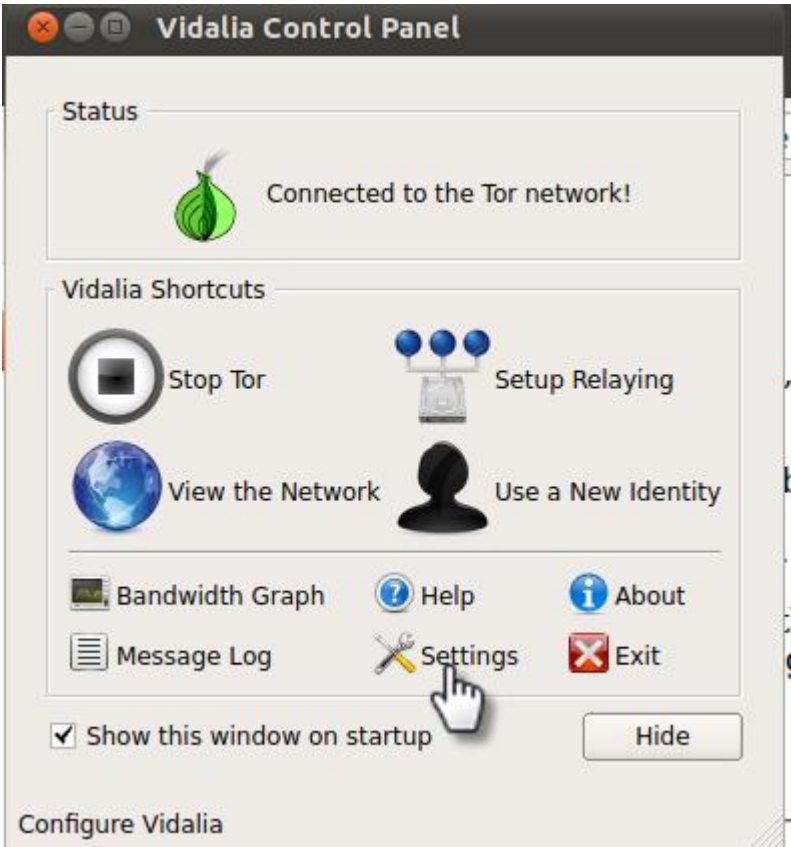 Vidalia Control Panel
Status
Connected to the Tor network!
Vidalia Shortcuts
Stop Tor
Setup Relaying
View the Network
Use a New Identity
Bandwidth Graph
Help
About
Message Log
Settings
Exit
Show this window on startup
Hide
Configure Vidalia